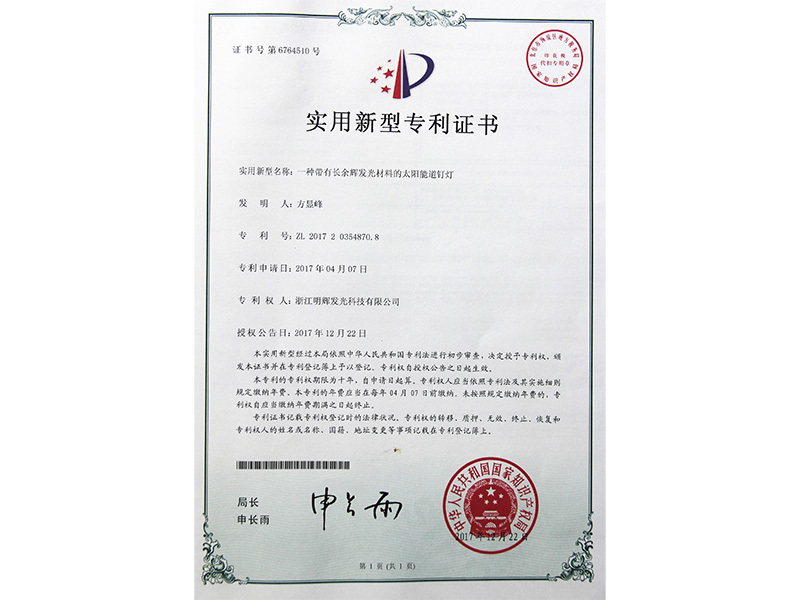 证书号第6764510号
实用新型专利证书
实用新型名称：一种带有长余辉发光材料的太阳能道钉灯
发 明 人：方显峰
专 利 号：ZL 2017 2 0354870.8
专利申请日：2017年04月07日
专 利 权 人：浙江明辉发光科技有限公司
授权公告日：2017年12月22日
本实用新型经过本局依照中华人民共和国专利法进行初步审查，决定授予专利权，颁
发本证书并在专利登记簿上予以登记。专利权自授权公告之日起生效。
本专利的专利权期限为十年，自申请日起算。专利权人应当依照专利法及其实施细则
规定缴纳年费。本专利的年费应当在每年04月07日前缴纳。未按照规定缴纳年费的，专
利权自应当缴纳年费期满之日起终止。
专利证书记载专利权登记时的法律状况。专利权的转移、质押、无效、终止、恢复和
专利权人的姓名或名称、国籍、地址变更等事项记载在专利登记簿上。
局长
申长雨
申长雨
中华人民共和国国家知识产权局
2017年12月22日
第 1 页 (共 1 页)